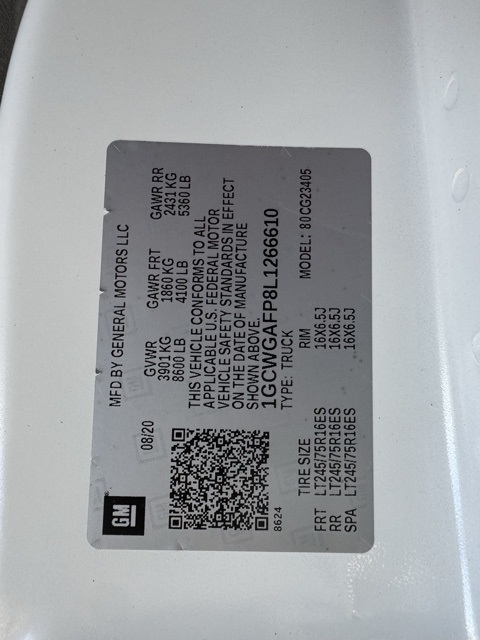 GM
MFD BY GENERAL MOTORS LLC
08/20 GVWR GAWR FRT GAWR RR
3901 KG 1860 KG 2431 KG
8600 LB 4100 LB 5360 LB
THIS VEHICLE CONFORMS TO ALL
APPLICABLE U.S. FEDERAL MOTOR
VEHICLE SAFETY STANDARDS IN EFFECT
ON THE DATE OF MANUFACTURE
SHOWN ABOVE.
1GCWGAFP8L1266610
8624 TYPE: TRUCK MODEL: 80CG23405
TIRE SIZE RIM
FRT LT245/75R16ES 16X6.5J
RR LT245/75R16ES 16X6.5J
SPA LT245/75R16ES 16X6.5J